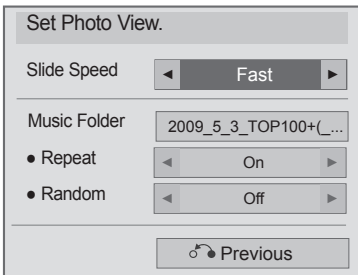 Set Photo View.
Slide Speed ◄ Fast ►
Music Folder 2009_5_3_TOP100+(_...
● Repeat ◄ On ►
● Random ◄ Off ►
Previous